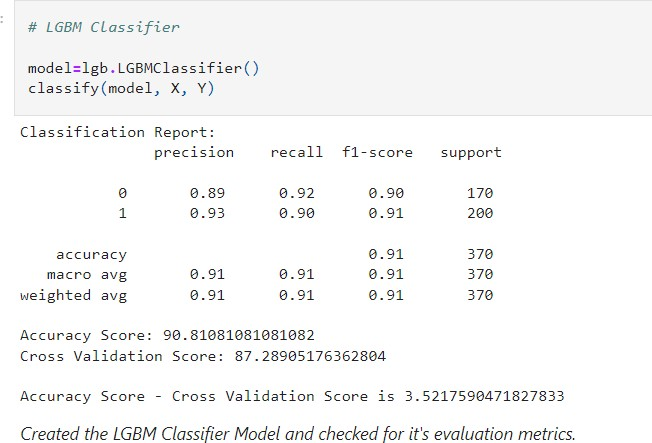 :
# LGBM Classifier
model=lgb.LGBMClassifier()
classify(model, X, Y)
Classification Report:
precision recall f1-score support
0 0.89 0.92 0.90 170
1 0.93 0.90 0.91 200
accuracy 0.91 370
macro avg 0.91 0.91 0.91 370
weighted avg 0.91 0.91 0.91 370
Accuracy Score: 90.81081081081082
Cross Validation Score: 87.28905176362804
Accuracy Score - Cross Validation Score is 3.5217590471827833
Created the LGBM Classifier Model and checked for it's evaluation metrics.